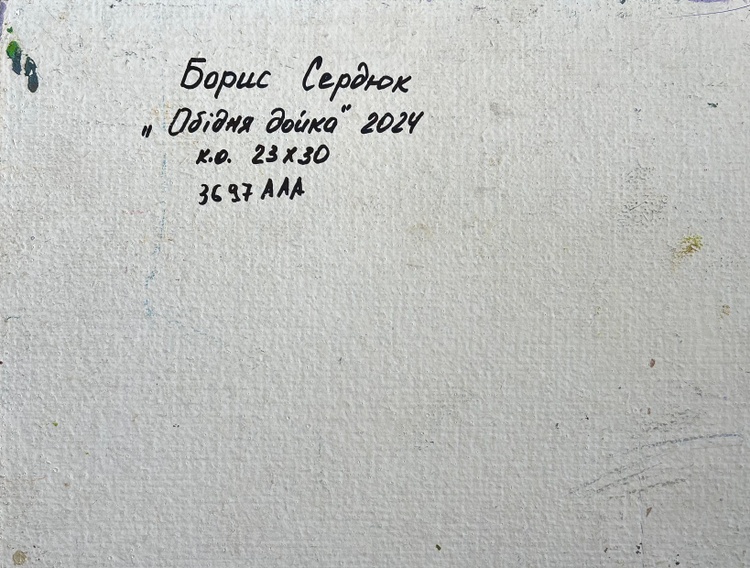 Борис Сердюк
„Обідня дойка" 2024
к.о. 23х30
3697 ААА